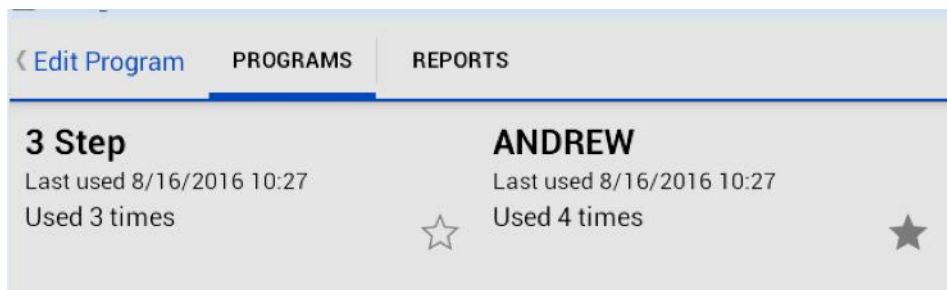 Edit Program PROGRAMS REPORTS
3 Step
Last used 8/16/2016 10:27
Used 3 times
ANDREW
Last used 8/16/2016 10:27
Used 4 times